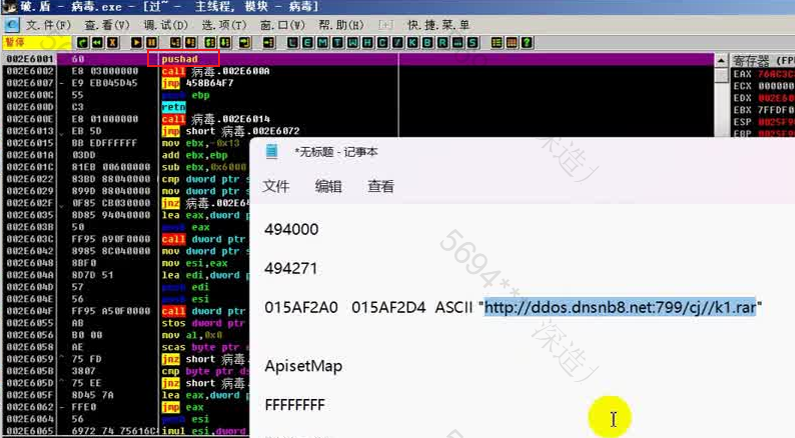 破.盾 - 病毒.exe - [过~ - 主线程, 模块 - 病毒]
文件(F) 查看(V) 调试(D) 选项(T) 窗口(W) 帮助(H) [+] 快捷菜单
暂停 L E M T W H C / K B R S
寄存器 (FPU
002E6001 60 pushad
002E6002 E8 03000000 call 病毒.002E600A
002E6007 - E9 EB045D45 jmp 458B64F7
002E600C 55 push ebp
002E600D C3 retn
002E600E E8 01000000 call 病毒.002E6014
002E6013 EB 5D jmp short 病毒.002E6072
002E6015 BB EDFFFFFF mov ebx,-0x13
002E601A 03DD add ebx,ebp
002E601C 81EB 00600000 sub ebx,0x6000
002E6022 83BD 88040000 cmp dword ptr
002E6029 899D 88040000 mov dword ptr
002E602F 0F85 CB030000 jnz 病毒.002E64
002E6035 8D85 94040000 lea eax,dword p
002E603B 50 push eax
002E603C FF95 A90F0000 call dword ptr
002E6042 8985 8C040000 mov dword ptr
002E6048 8BF0 mov esi,eax
002E604A 8D7D 51 lea edi,dword p
002E604D 57 push edi
002E604E 56 push esi
002E604F FF95 A50F0000 call dword ptr
002E6055 AB stos dword ptr
002E6056 B0 00 mov al,0x0
002E6058 AE scas byte ptr
002E6059 75 FD jnz short 病毒
002E605B 3807 cmp byte ptr
002E605D 75 EE jnz short 病毒
002E605F 8D45 7A lea eax,dword p
002E6062 - FFE0 jmp eax
002E6064 56 push esi
002E6065 6972 74 75616C imul esi,dword
EAX 76AC3C
ECX 000000
EDX 002E60
EBX 7FFDF0
ESP 0025F9
EBP 0025F
*无标题 - 记事本
文件 编辑 查看
494000
494271
015AF2A0 015AF2D4 ASCII "http://ddos.dnsnb8.net:799/cj//k1.rar"
ApisetMap
FFFFFFFF
深造）
5694**
深造）
5694*